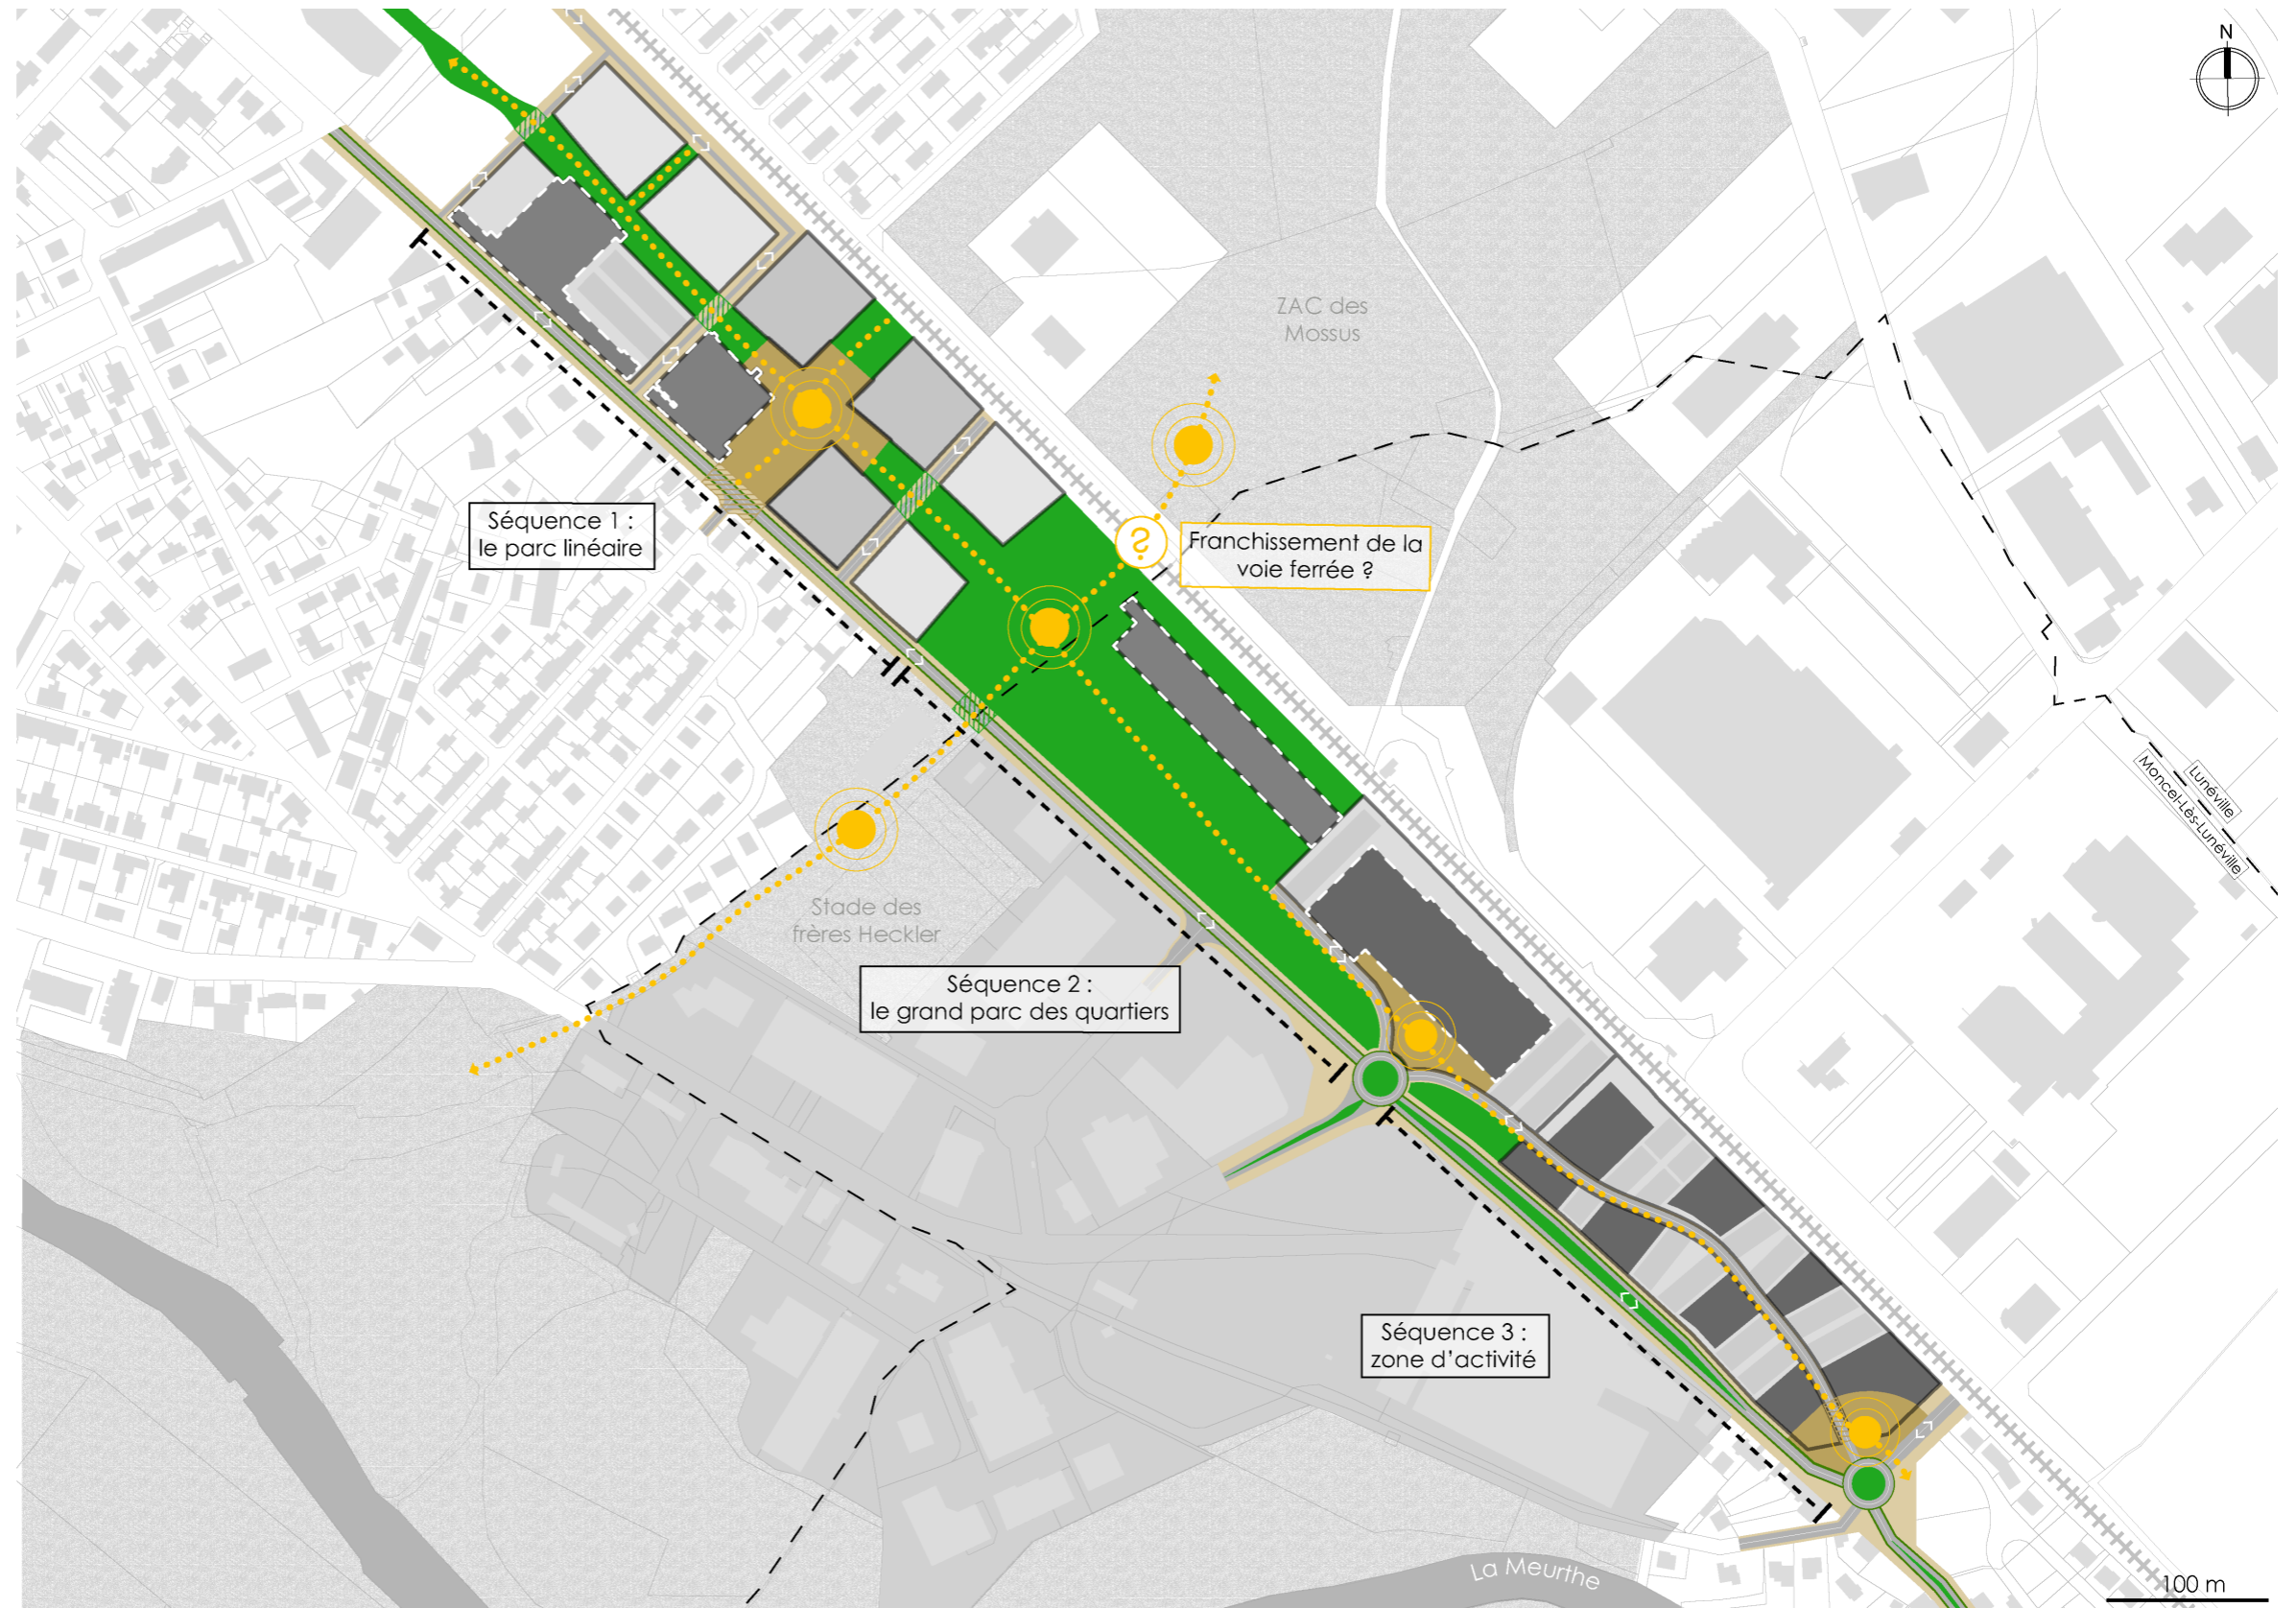 N
ZAC des
Mossus
Séquence 1 :
le parc linéaire
?
Franchissement de la
voie ferrée ?
Lunéville
Moncel-Lès-Lunéville
Stade des
frères Heckler
Séquence 2 :
le grand parc des quartiers
Séquence 3 :
zone d'activité
La Meurthe
100 m